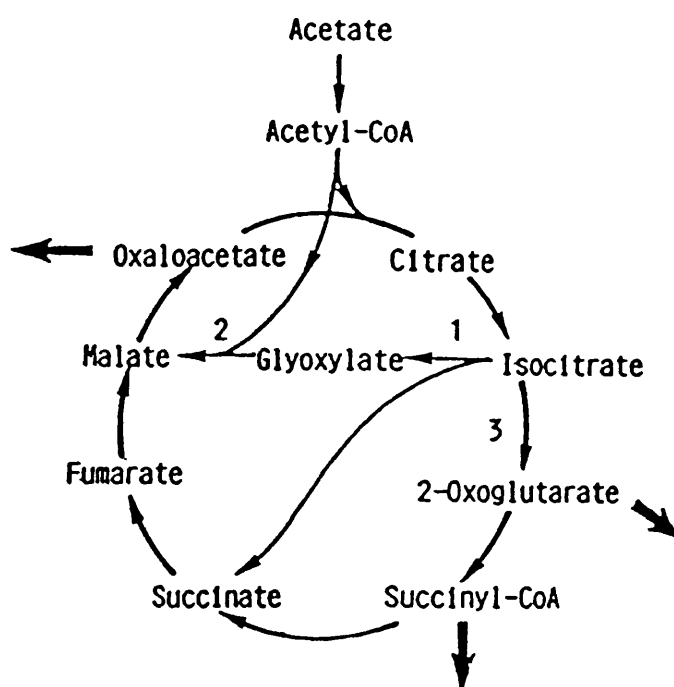 Acetate
Acetyl-CoA
Oxaloacetate
Citrate
2
1
Malate
Glyoxylate
Isocitrate
3
Fumarate
2-Oxoglutarate
Succinate
Succinyl-CoA